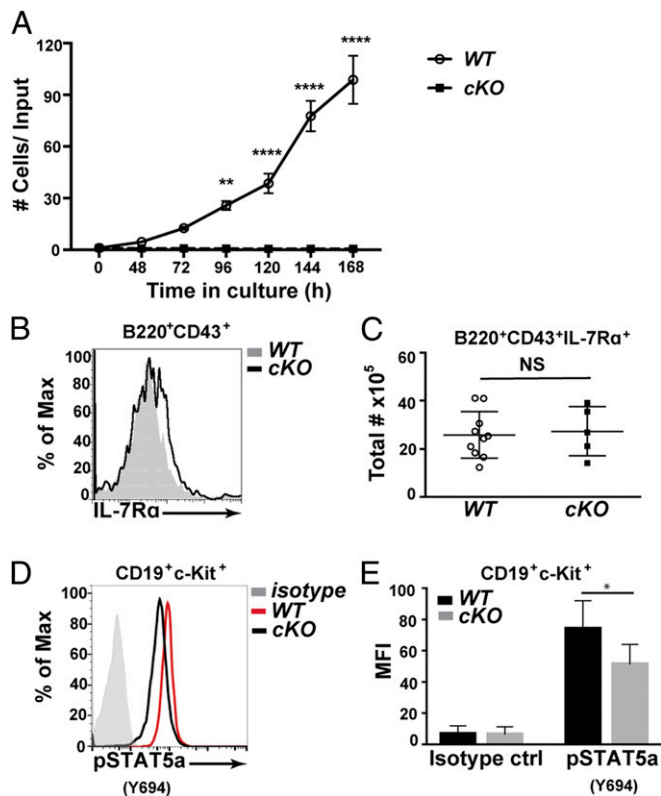 A
120
90
60
30
0
# Cells/ Input
****
****
****
**
WT
cKO
0 48 72 96 120 144 168
Time in culture (h)
B
B220⁺CD43⁺
100
80
60
40
20
0
% of Max
WT
cKO
IL-7Rα
C
B220⁺CD43⁺IL-7Rα⁺
NS
60
40
20
0
Total # x10⁵
WT cKO
D
CD19⁺c-Kit⁺
100
80
60
40
20
0
% of Max
isotype
WT
cKO
pSTAT5a
(Y694)
E
CD19⁺c-Kit⁺
WT
cKO
*
100
80
60
40
20
0
MFI
Isotype ctrl pSTAT5a
(Y694)